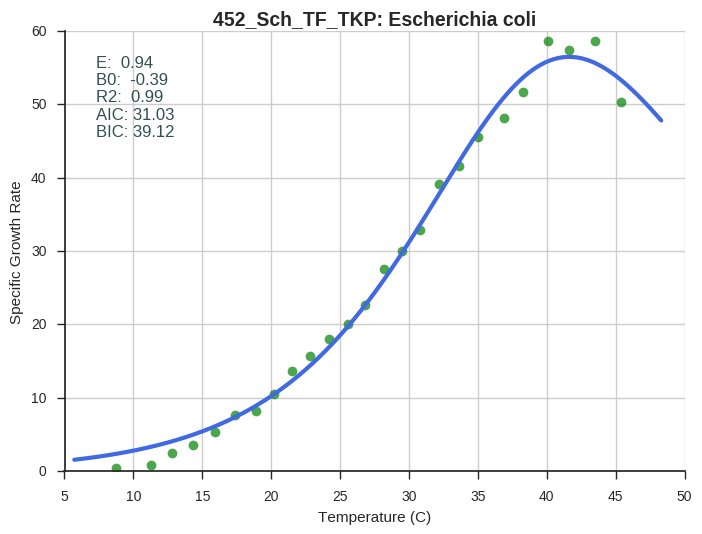 452_Sch_TF_TKP: Escherichia coli
E: 0.94
B0: -0.39
R2: 0.99
AIC: 31.03
BIC: 39.12
Specific Growth Rate
60
50
40
30
20
10
0
5 10 15 20 25 30 35 40 45 50
Temperature (C)